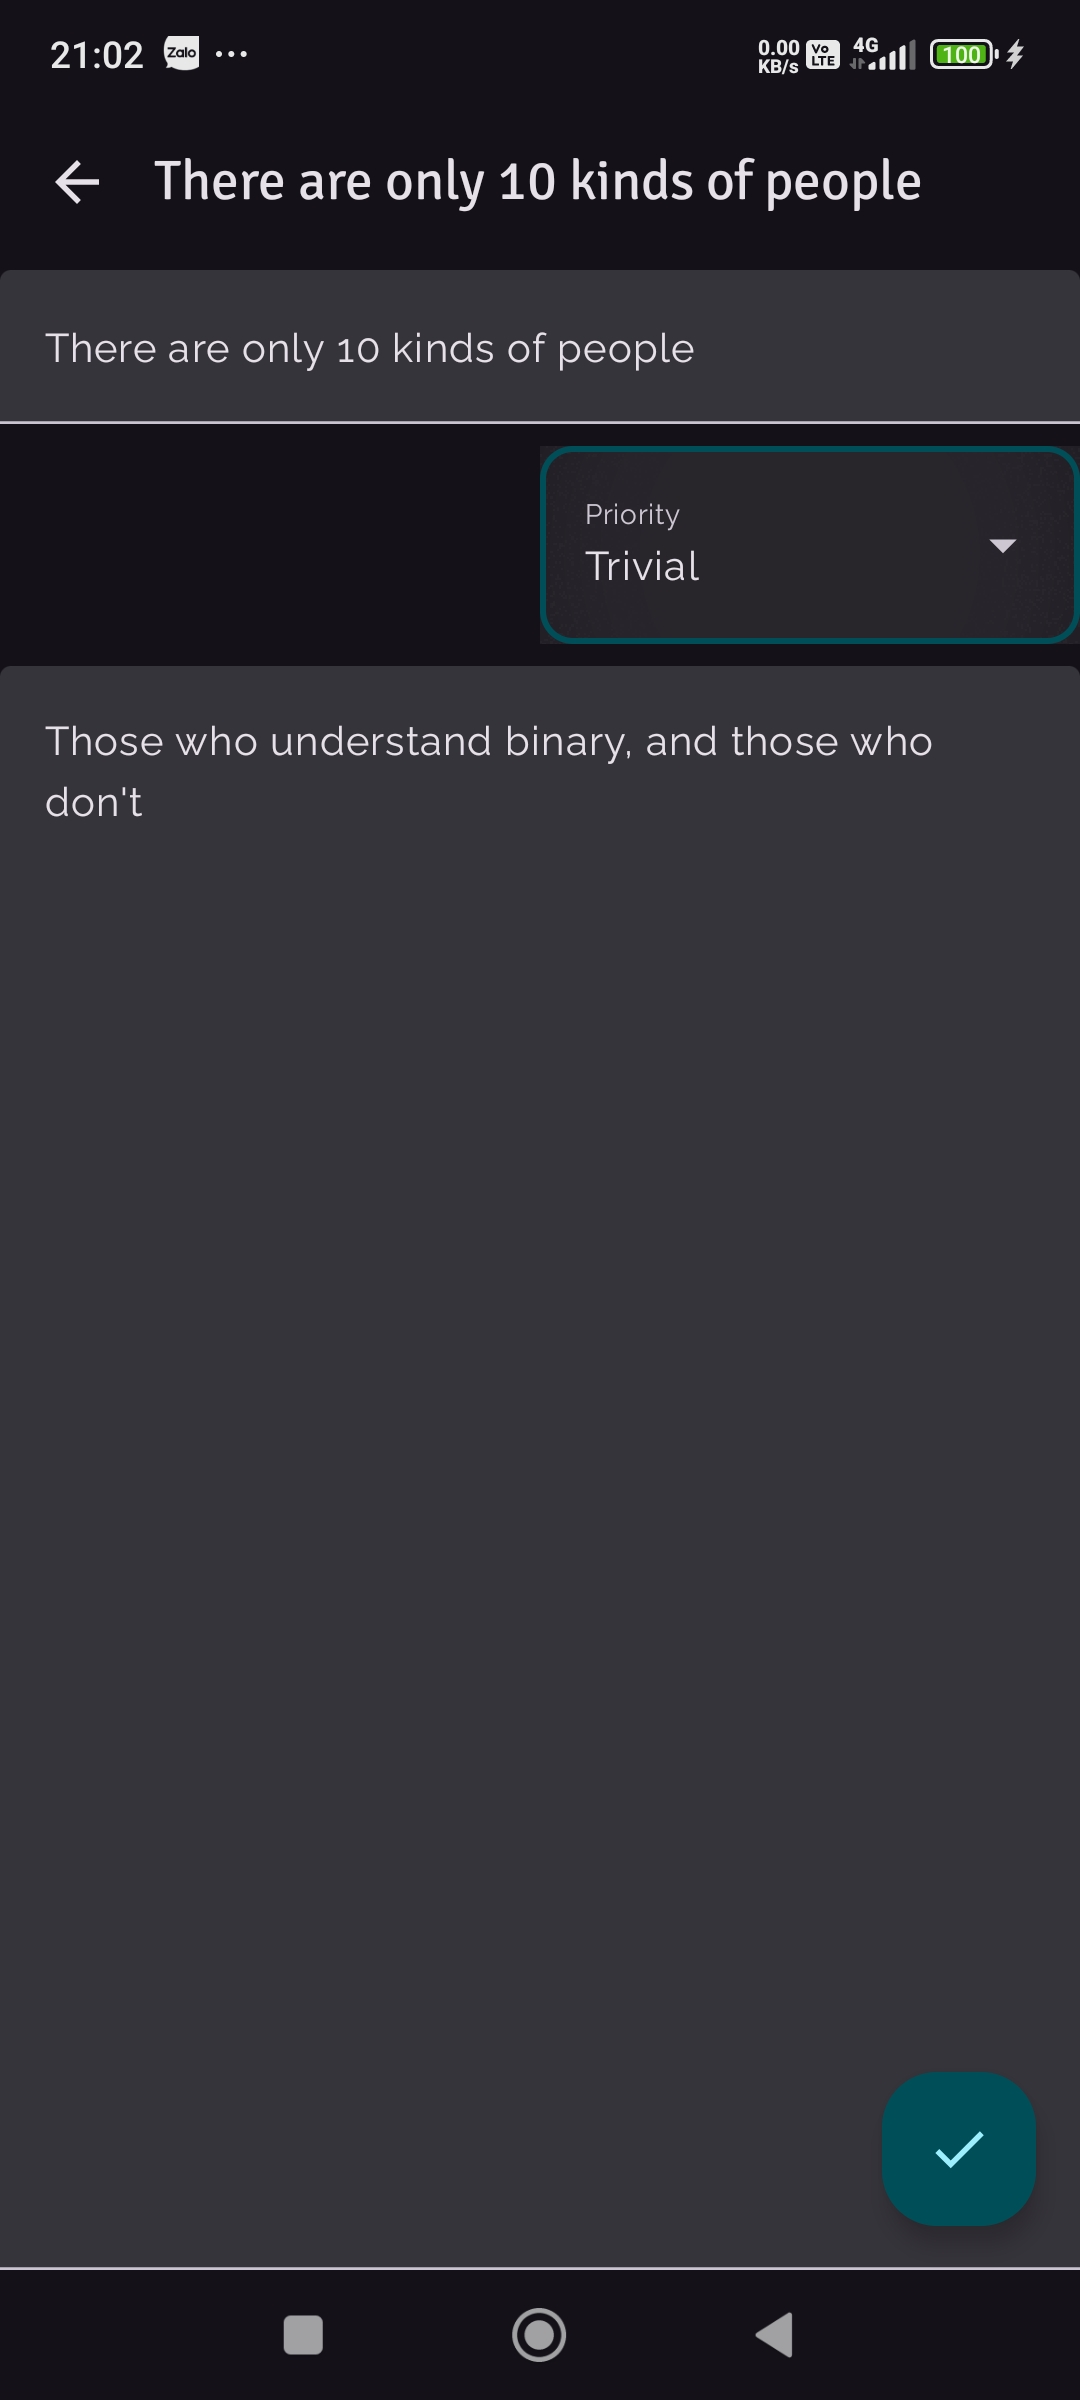 21:02 Zalo ... 0.00 KB/s Vo LTE 4G 100
There are only 10 kinds of people
There are only 10 kinds of people
Priority
Trivial
Those who understand binary, and those who
don't